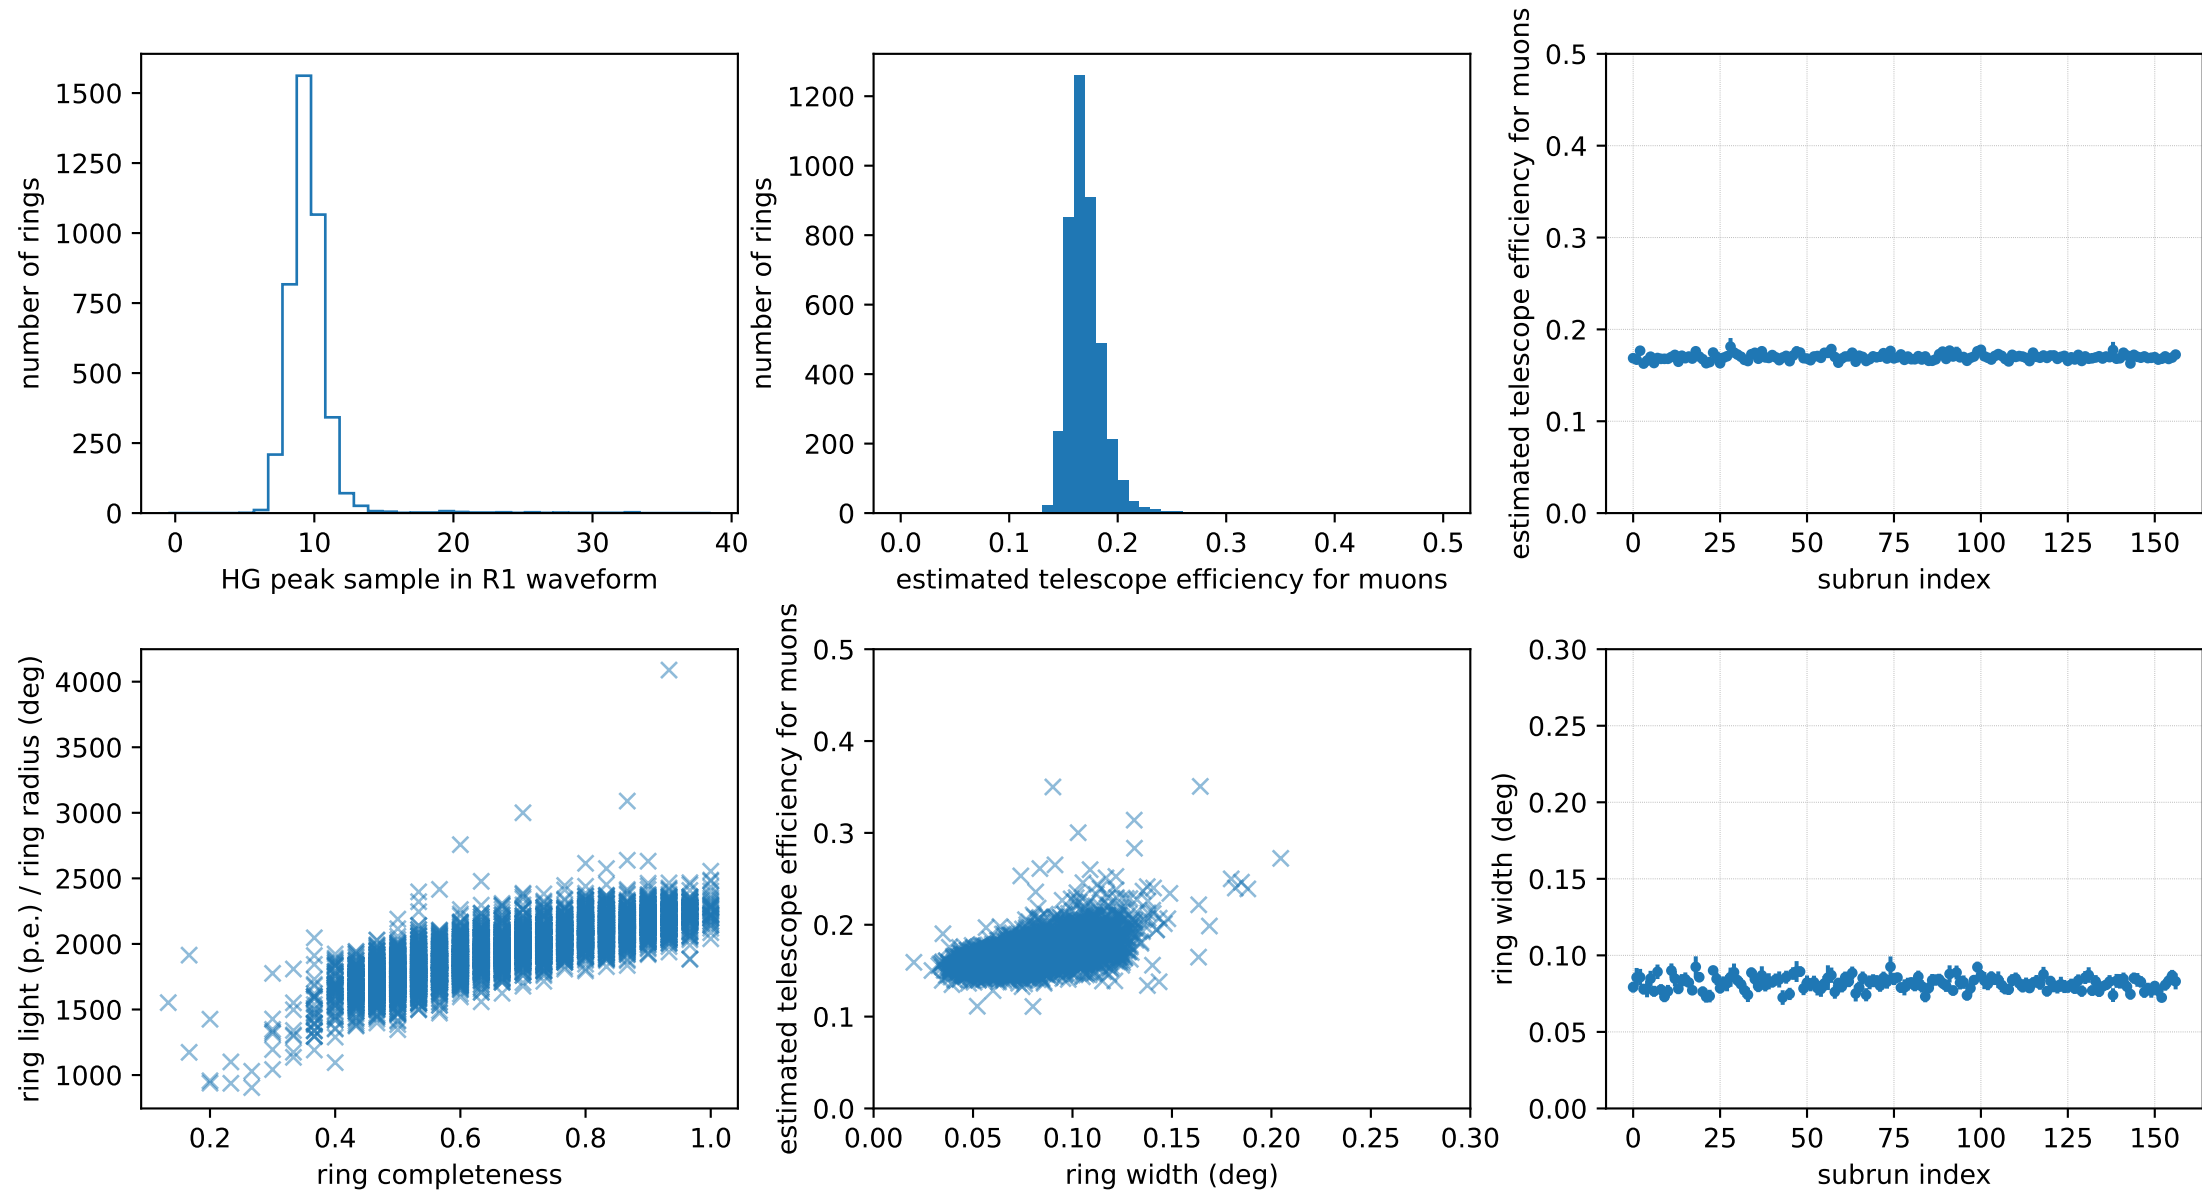 number of rings
1500
1250
1000
750
500
250
0
0 10 20 30 40
HG peak sample in R1 waveform
number of rings
1200
1000
800
600
400
200
0
0.0 0.1 0.2 0.3 0.4 0.5
estimated telescope efficiency for muons
estimated telescope efficiency for muons
0.5
0.4
0.3
0.2
0.1
0.0
0 25 50 75 100 125 150
subrun index
ring light (p.e.) / ring radius (deg)
4000
3500
3000
2500
2000
1500
1000
0.2 0.4 0.6 0.8 1.0
ring completeness
estimated telescope efficiency for muons
0.5
0.4
0.3
0.2
0.1
0.0
0.00 0.05 0.10 0.15 0.20 0.25 0.30
ring width (deg)
ring width (deg)
0.30
0.25
0.20
0.15
0.10
0.05
0.00
0 25 50 75 100 125 150
subrun index